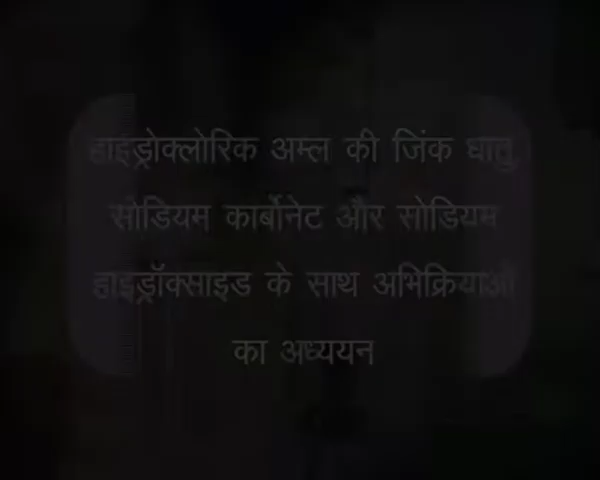 हाइड्रोक्लोरिक अम्ल की जिंक धातु,
सोडियम कार्बोनेट और सोडियम
हाइड्रॉक्साइड के साथ अभिक्रियाओं
का अध्ययन